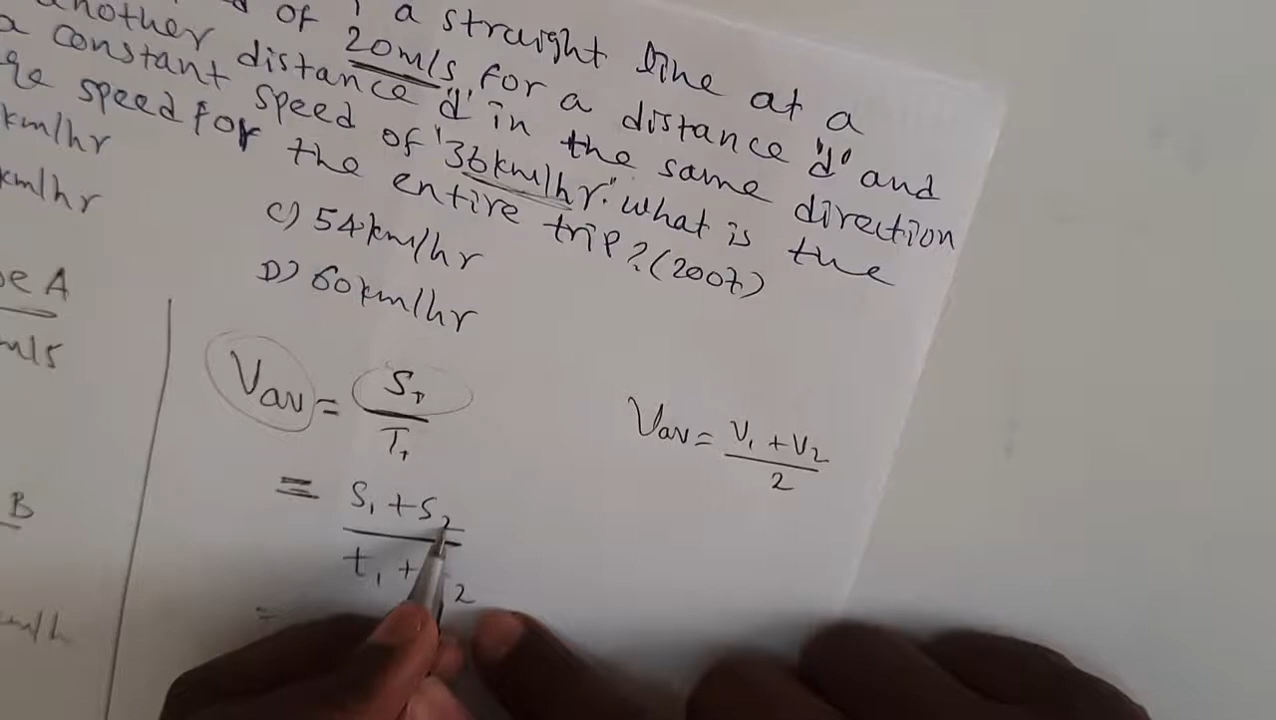 of a straight line at a
another distance 20m/s for a distance 'd' and
a constant speed 'd' in the same direction
ge speed for of "36km/hr." what is the
km/hr the entire trip? (2007)
km/hr
C) 54km/hr
D) 60km/hr
A
m/s
B
m/h
Vav = ST
TT
= S1 + S2
t1 + 2
=
Vav = V1 + V2
2